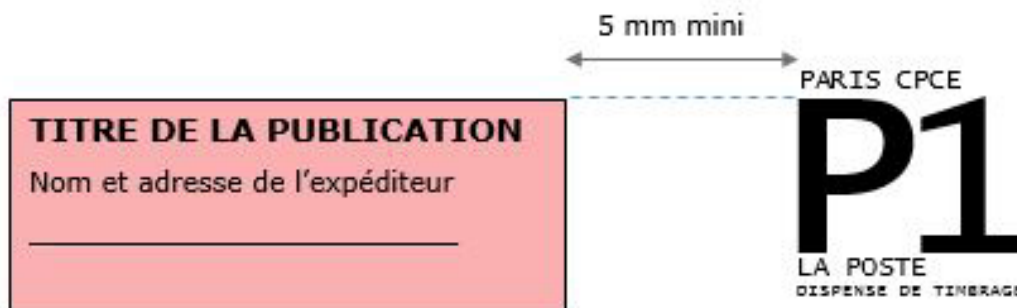 5 mm mini
PARIS CPCE
TITRE DE LA PUBLICATION
Nom et adresse de l’expéditeur
P1
LA POSTE
DISPENSE DE TIMBRAGE